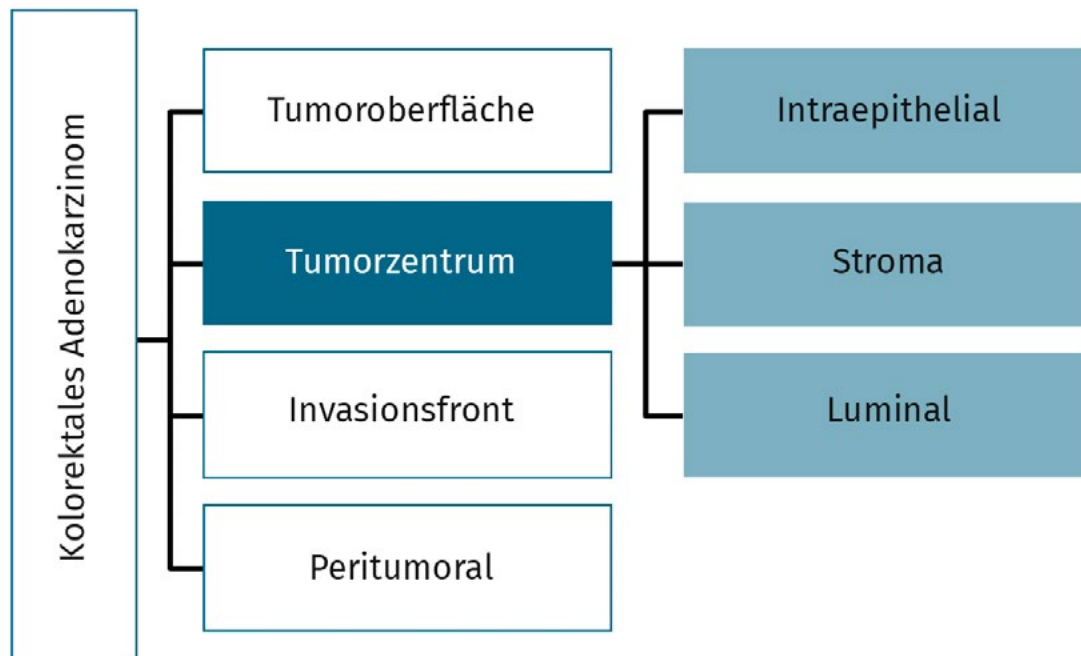 Kolorektales Adenokarzinom
Tumoroberfläche
Tumorzentrum
Invasionsfront
Peritumoral
Intraepithelial
Stroma
Luminal